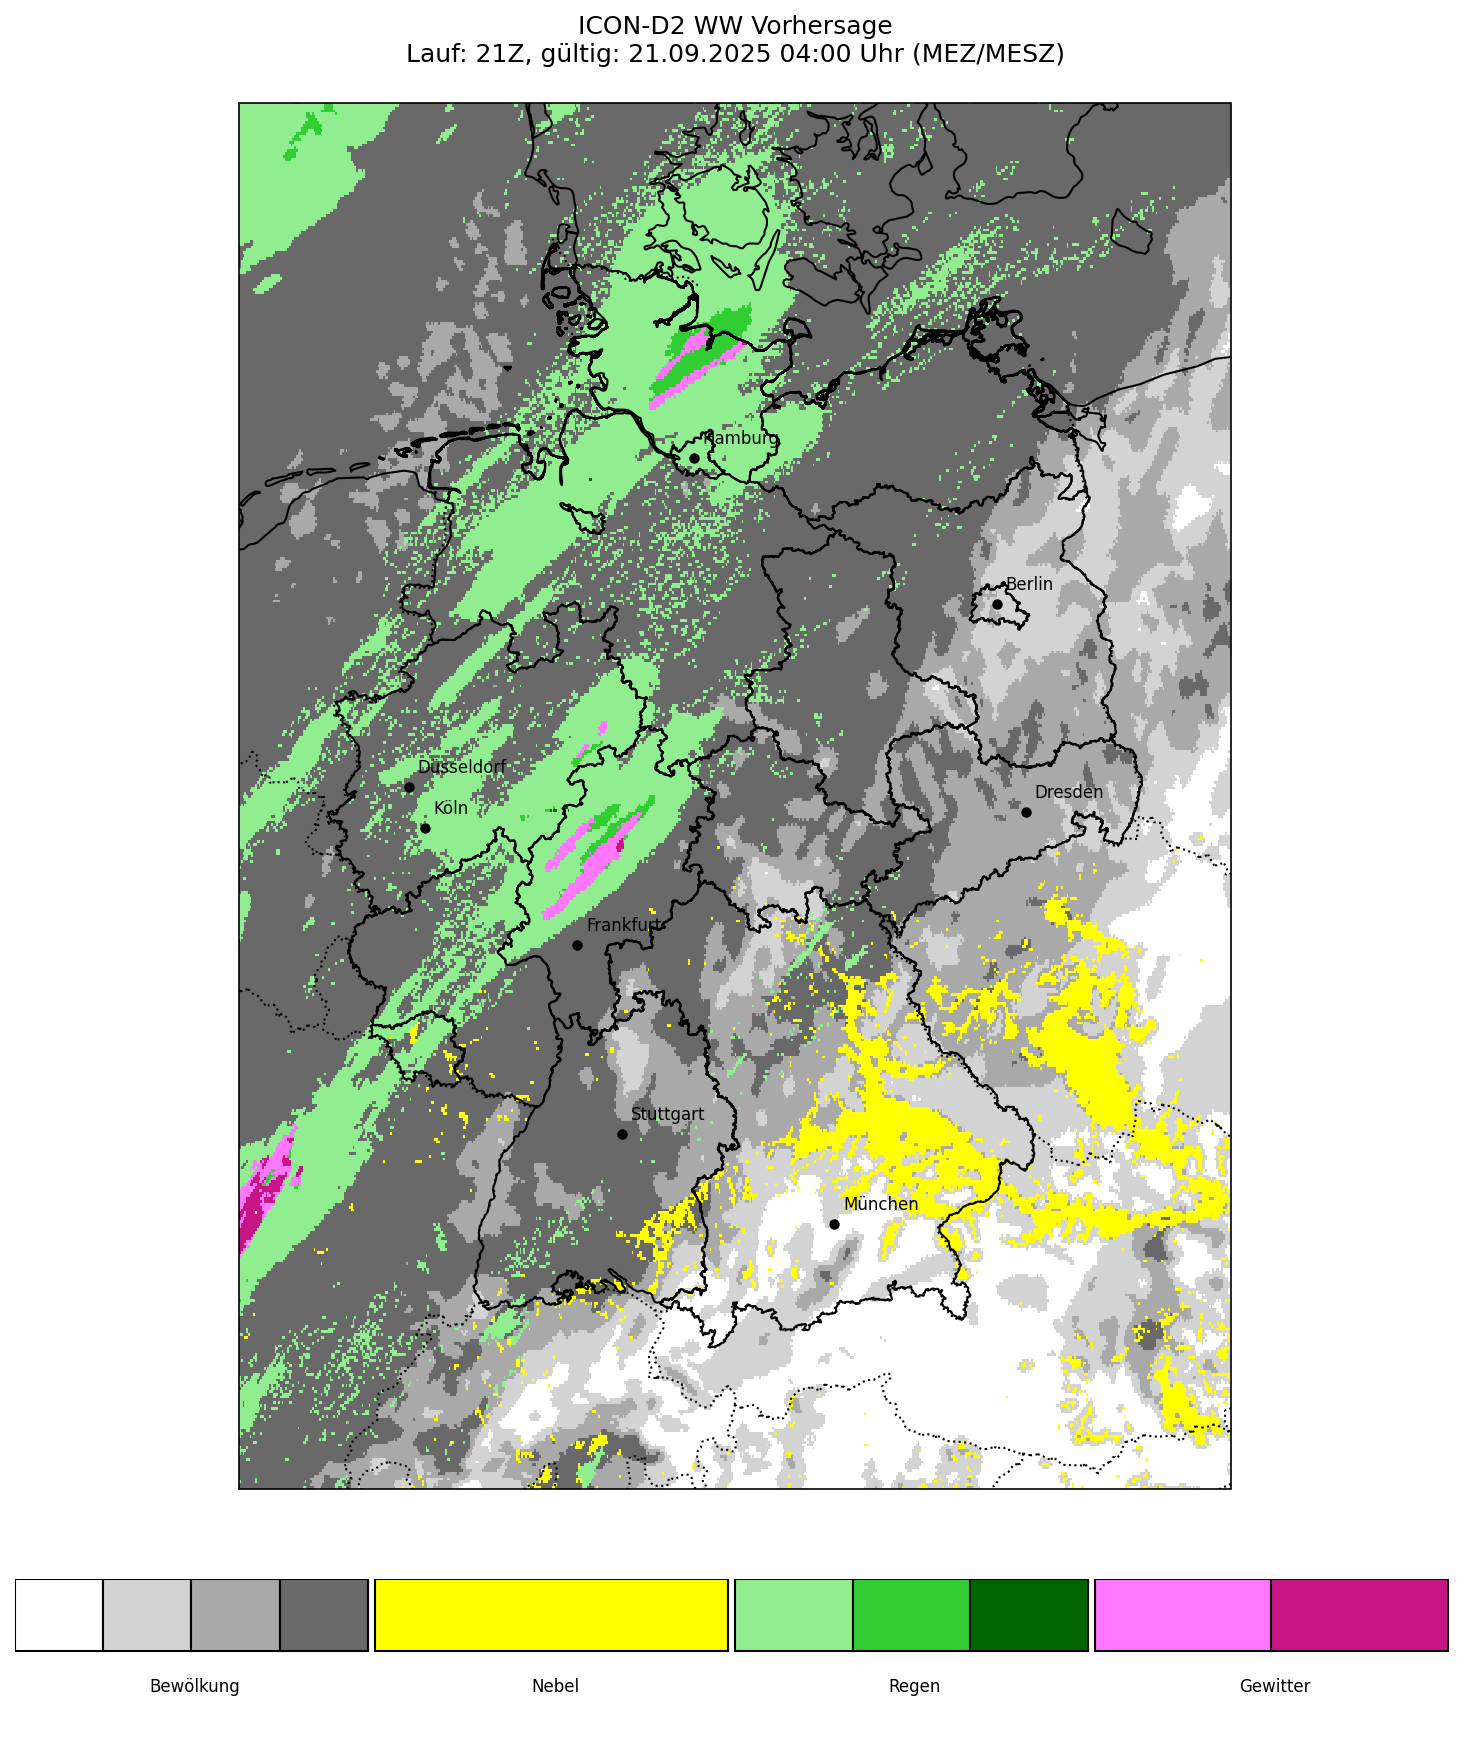 ICON-D2 WW Vorhersage
Lauf: 21Z, gültig: 21.09.2025 04:00 Uhr (MEZ/MESZ)
Hamburg
Berlin
Düsseldorf
Köln
Dresden
Frankfurt
Stuttgart
München
Bewölkung
Nebel
Regen
Gewitter